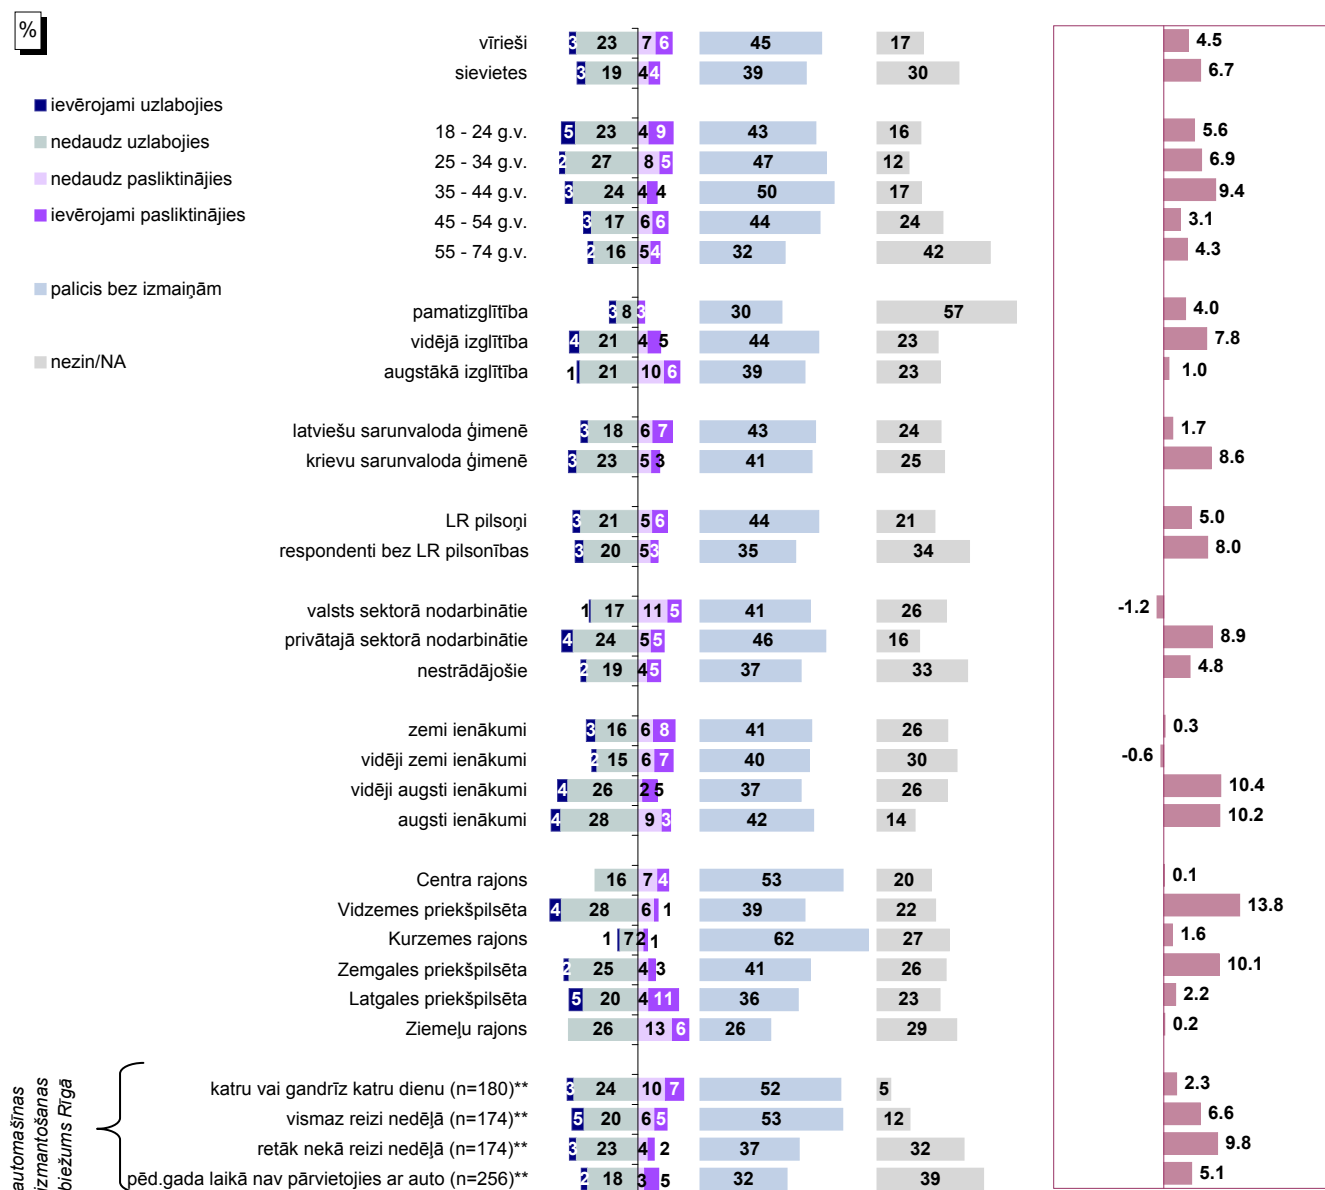 %
ievērojami uzlabojies
nedaudz uzlabojies
nedaudz pasliktinājies
ievērojami pasliktinājies
palicis bez izmaiņām
nezin/NA
vīrieši 3 23 7 6 45 17 4.5
sievietes 3 19 4 4 39 30 6.7
18 - 24 g.v. 5 23 4 9 43 16 5.6
25 - 34 g.v. 2 27 8 5 47 12 6.9
35 - 44 g.v. 3 24 4 4 50 17 9.4
45 - 54 g.v. 3 17 6 6 44 24 3.1
55 - 74 g.v. 2 16 5 4 32 42 4.3
pamatizglītība 3 8 3 30 57 4.0
vidējā izglītība 4 21 4 5 44 23 7.8
augstākā izglītība 1 21 10 6 39 23 1.0
latviešu sarunvaloda ģimenē 3 18 6 7 43 24 1.7
krievu sarunvaloda ģimenē 3 23 5 3 41 25 8.6
LR pilsoņi 3 21 5 6 44 21 5.0
respondenti bez LR pilsonības 3 20 5 3 35 34 8.0
valsts sektorā nodarbinātie 1 17 11 5 41 26 -1.2
privātajā sektorā nodarbinātie 4 24 5 5 46 16 8.9
nestrādājošie 2 19 4 5 37 33 4.8
zemi ienākumi 3 16 6 8 41 26 0.3
vidēji zemi ienākumi 2 15 6 7 40 30 -0.6
vidēji augsti ienākumi 4 26 2 5 37 26 10.4
augsti ienākumi 4 28 9 3 42 14 10.2
Centra rajons 16 7 4 53 20 0.1
Vidzemes priekšpilsēta 4 28 6 1 39 22 13.8
Kurzemes rajons 1 7 2 1 62 27 1.6
Zemgales priekšpilsēta 2 25 4 3 41 26 10.1
Latgales priekšpilsēta 5 20 4 11 36 23 2.2
Ziemeļu rajons 26 13 6 26 29 0.2
automašīnas
izmantošanas
biežums Rīgā
katru vai gandrīz katru dienu (n=180)** 3 24 10 7 52 5 2.3
vismaz reizi nedēļā (n=174)** 5 20 6 5 53 12 6.6
retāk nekā reizi nedēļā (n=174)** 3 23 4 2 37 32 9.8
pēd.gada laikā nav pārvietojies ar auto (n=256)** 2 18 3 5 32 39 5.1